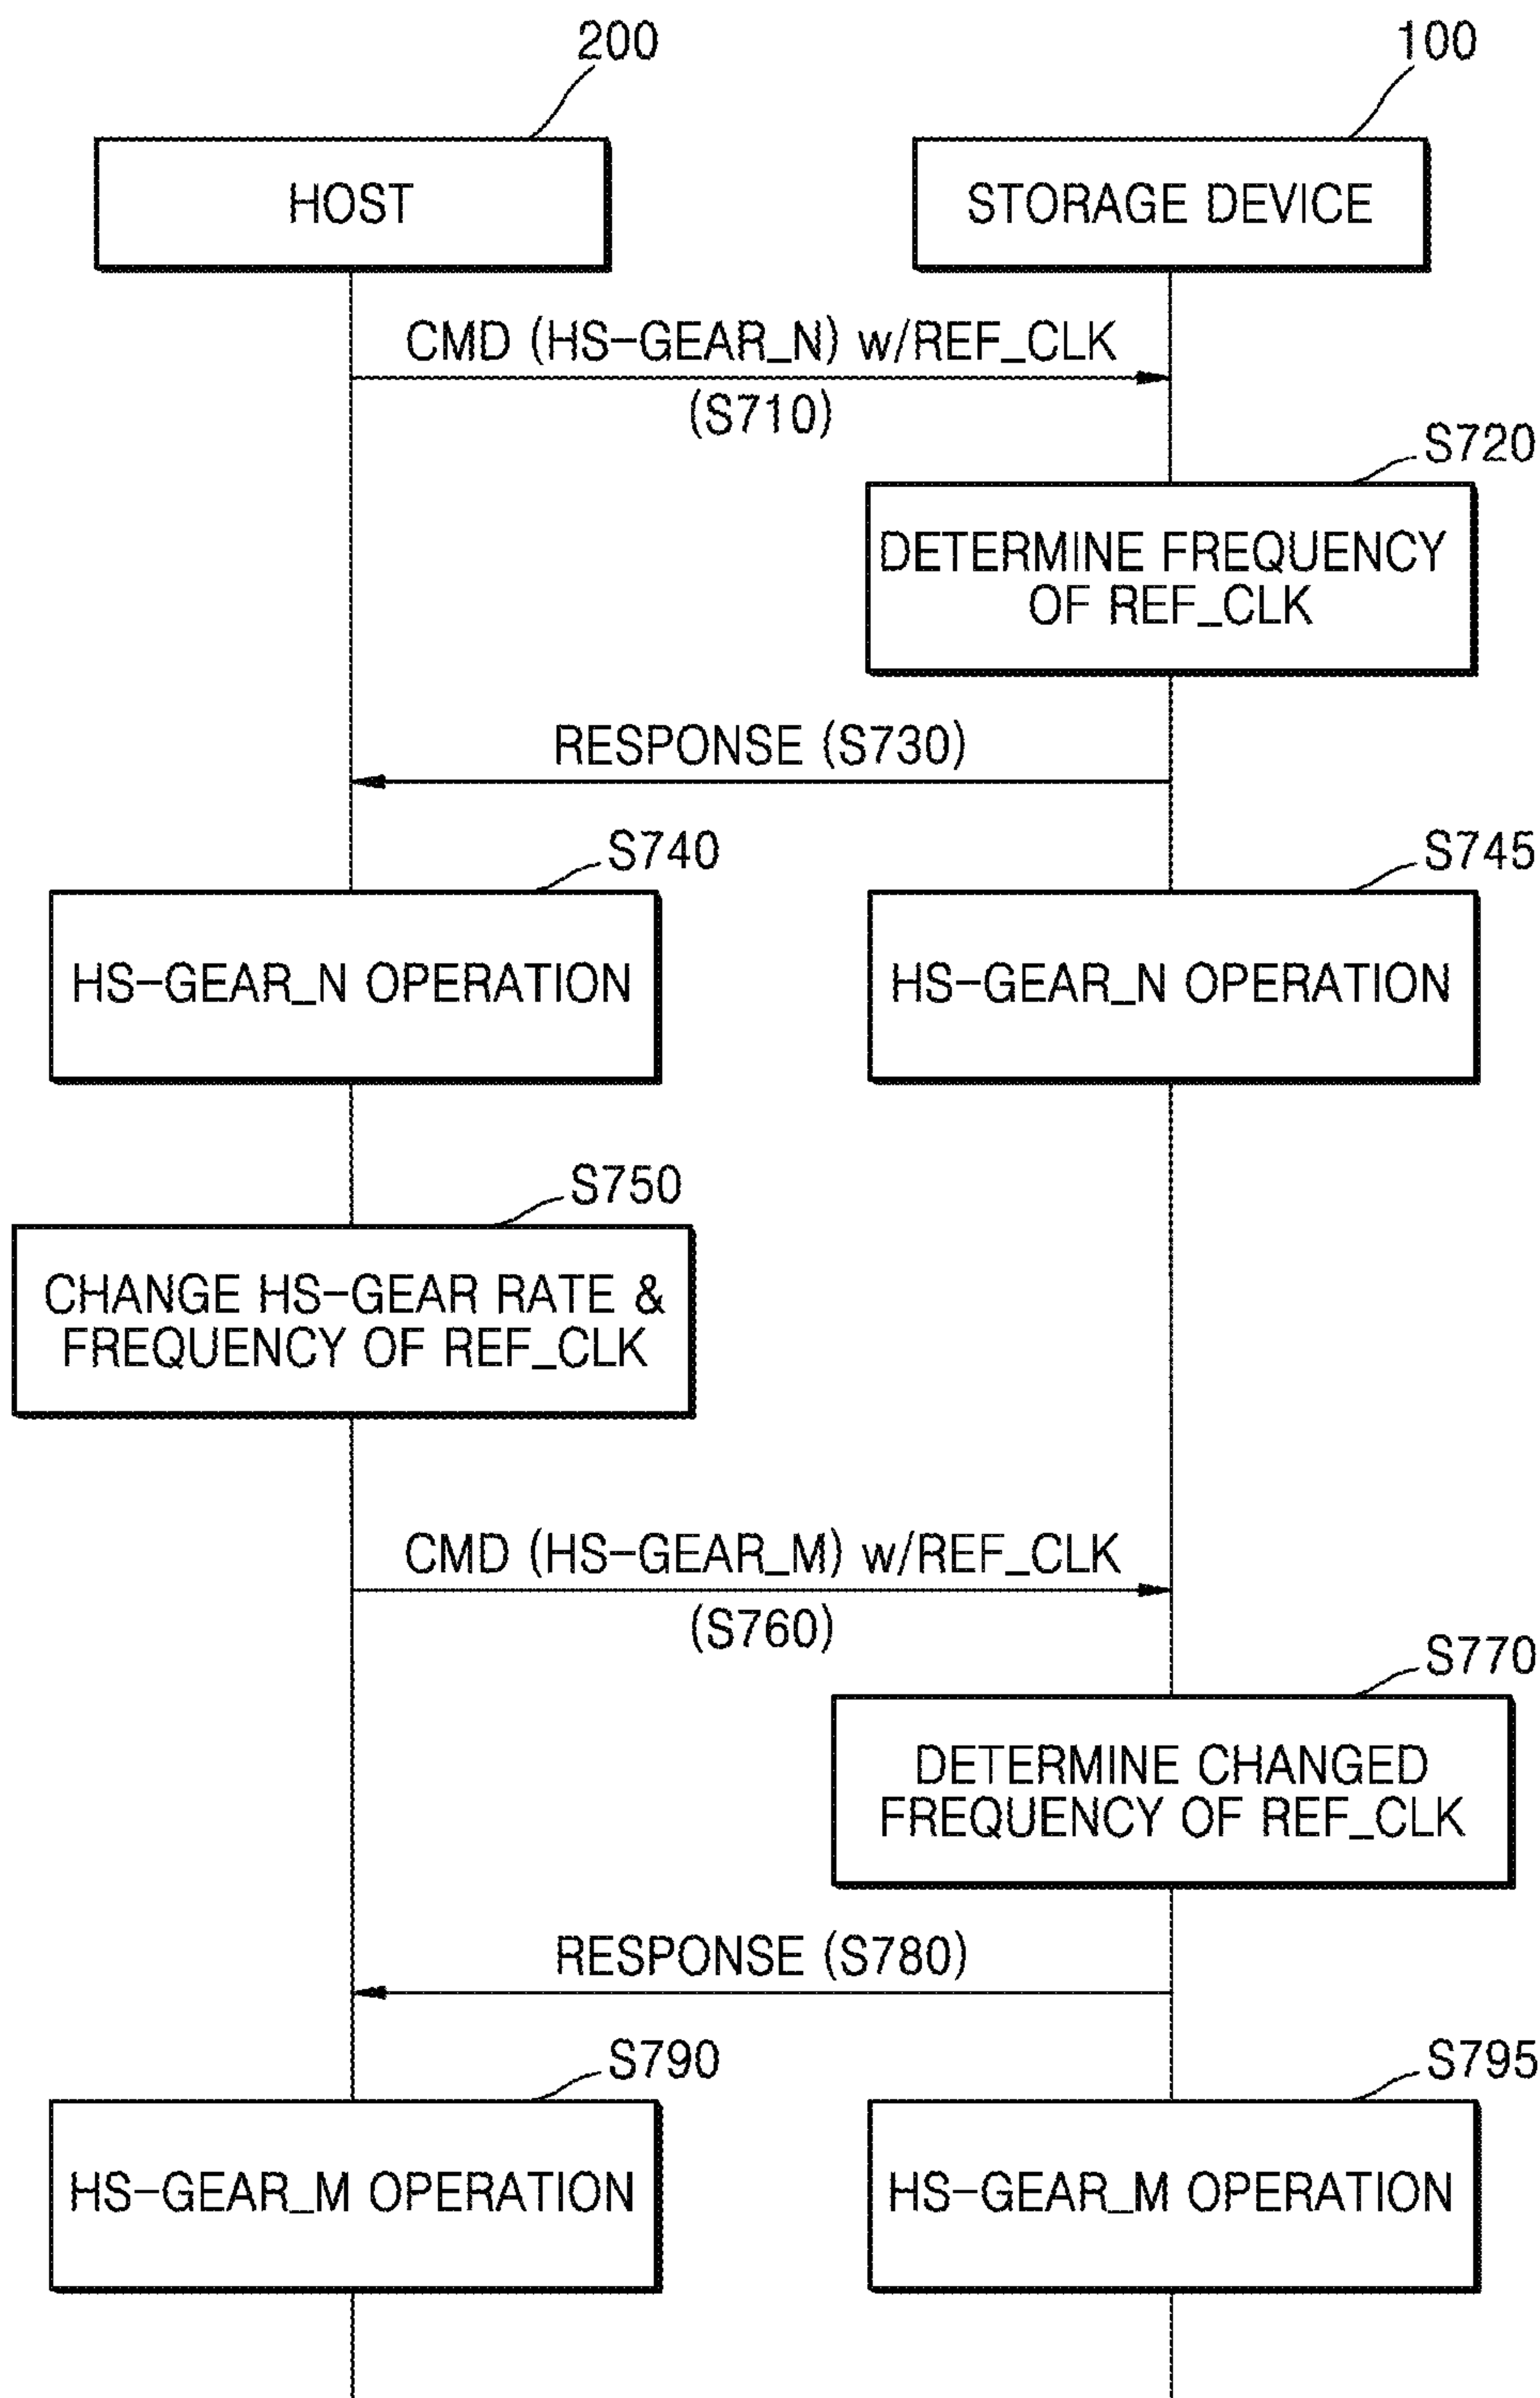 200
100
HOST
STORAGE DEVICE
CMD (HS-GEAR_N) w/REF_CLK
(S710)
S720
DETERMINE FREQUENCY
OF REF_CLK
RESPONSE (S730)
S740
S745
HS-GEAR_N OPERATION
HS-GEAR_N OPERATION
S750
CHANGE HS-GEAR RATE &
FREQUENCY OF REF_CLK
CMD (HS-GEAR_M) w/REF_CLK
(S760)
S770
DETERMINE CHANGED
FREQUENCY OF REF_CLK
RESPONSE (S780)
S790
S795
HS-GEAR_M OPERATION
HS-GEAR_M OPERATION